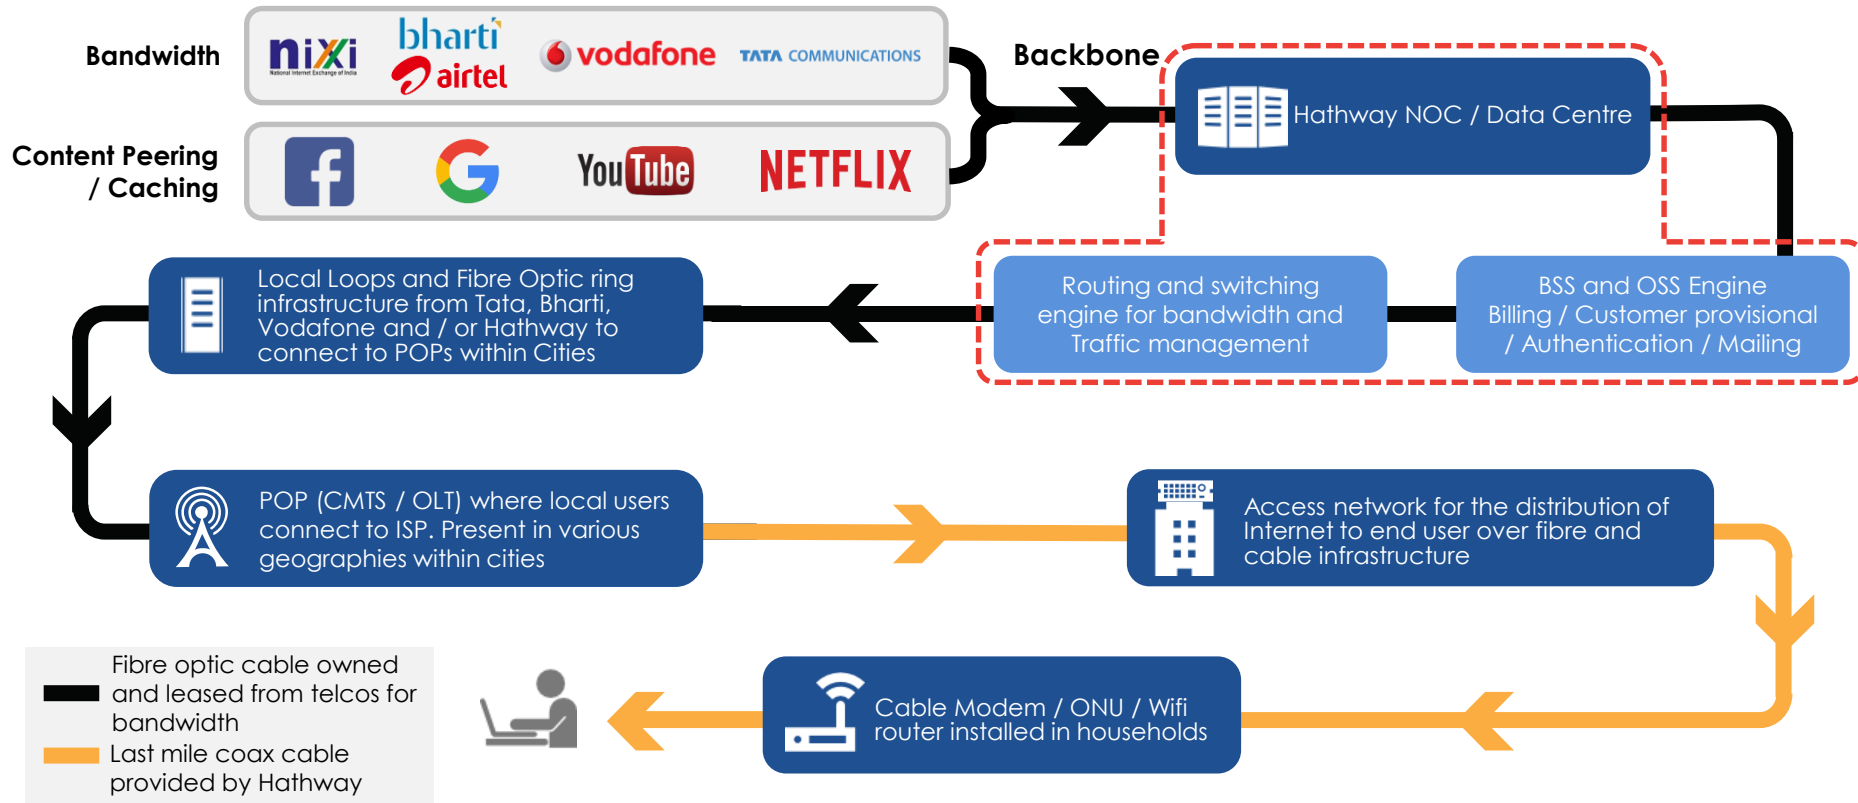 Bandwidth
nixi
National Internet Exchange of India
bharti
airtel
vodafone
TATA COMMUNICATIONS
Backbone
Hathway NOC / Data Centre
Content Peering
/ Caching
f
G
YouTube
NETFLIX
Local Loops and Fibre Optic ring
infrastructure from Tata, Bharti,
Vodafone and / or Hathway to
connect to POPs within Cities
Routing and switching
engine for bandwidth and
Traffic management
BSS and OSS Engine
Billing / Customer provisional
/ Authentication / Mailing
POP (CMTS / OLT) where local users
connect to ISP. Present in various
geographies within cities
Access network for the distribution of
Internet to end user over fibre and
cable infrastructure
Fibre optic cable owned
and leased from telcos for
bandwidth
Last mile coax cable
provided by Hathway
Cable Modem / ONU / Wifi
router installed in households